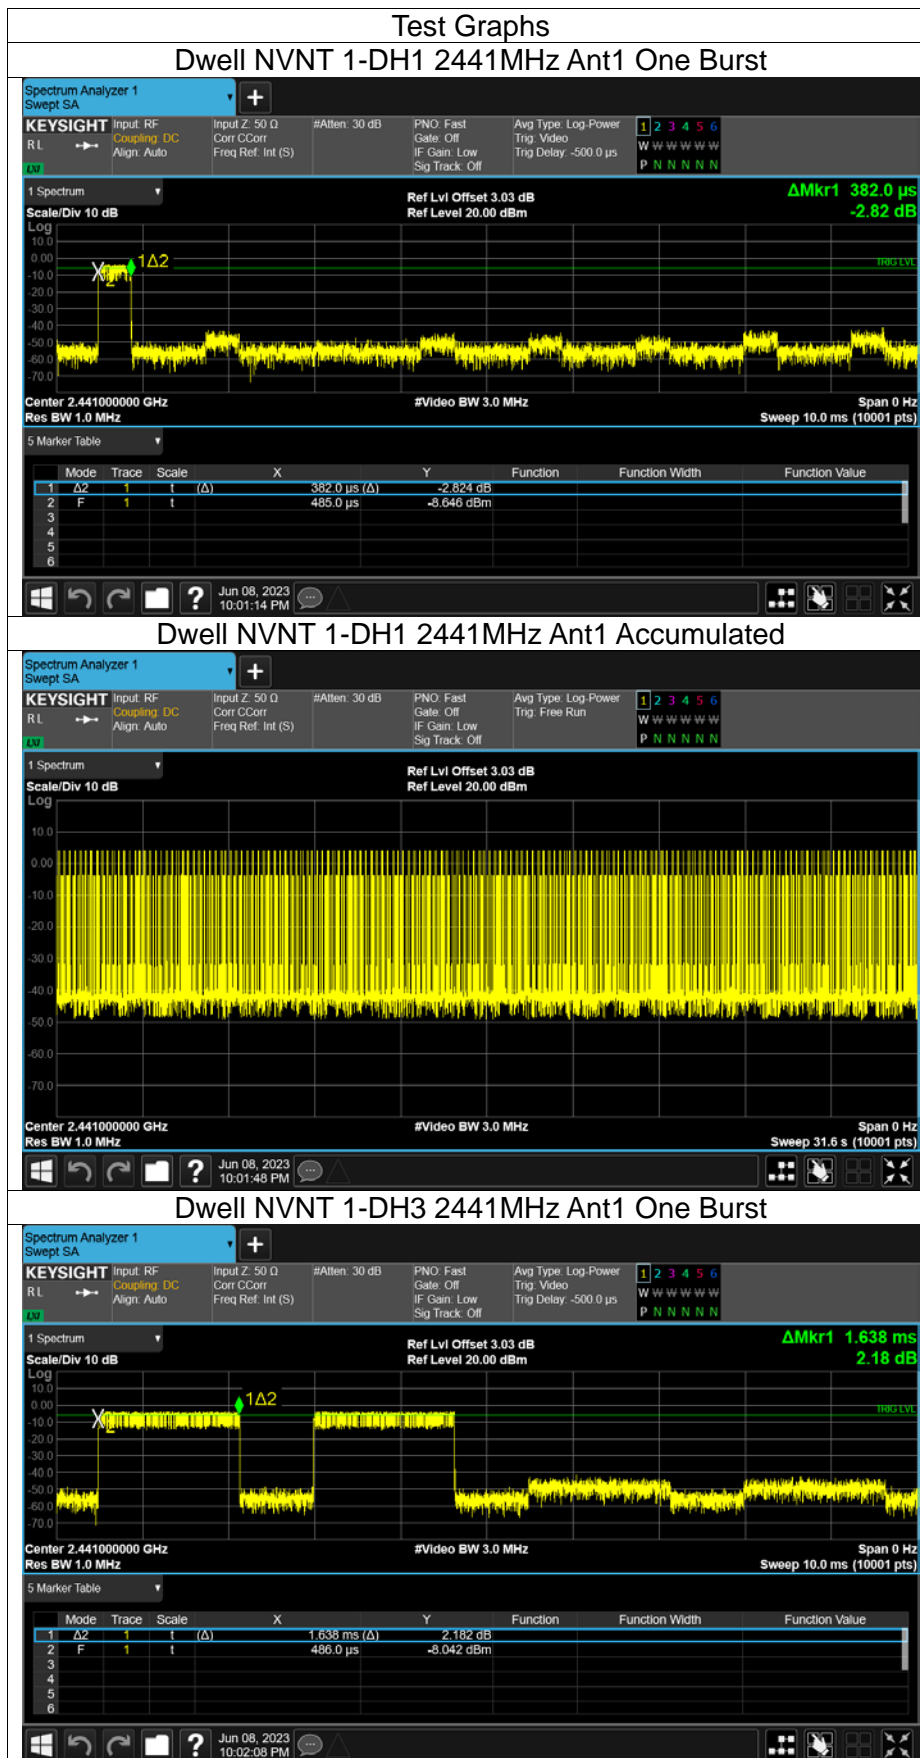 Test Graphs
Dwell NVNT 1-DH1 2441MHz Ant1 One Burst
Spectrum Analyzer 1
Swept SA
+
KEYSIGHT Input: RF Input Z: 50 Ω #Atten: 30 dB PNO: Fast Avg Type: Log-Power 1 2 3 4 5 6
RL Coupling: DC Corr CCorr Gate: Off Trig: Video W W W W W W
Align: Auto Freq Ref: Int (S) IF Gain: Low Trig Delay: -500.0 µs P N N N N N
LXI Sig Track: Off
1 Spectrum Ref Lvl Offset 3.03 dB ΔMkr1 382.0 µs
Scale/Div 10 dB Ref Level 20.00 dBm -2.82 dB
Log
10.0
0.00 1Δ2 TRIG LVL
-10.0 X 2
-20.0
-30.0
-40.0
-50.0
-60.0
-70.0
Center 2.441000000 GHz #Video BW 3.0 MHz Span 0 Hz
Res BW 1.0 MHz Sweep 10.0 ms (10001 pts)
5 Marker Table
Mode Trace Scale X Y Function Function Width Function Value
1 Δ2 1 t (Δ) 382.0 µs (Δ) -2.824 dB
2 F 1 t 485.0 µs -8.646 dBm
3
4
5
6
? Jun 08, 2023
10:01:14 PM
Dwell NVNT 1-DH1 2441MHz Ant1 Accumulated
Spectrum Analyzer 1
Swept SA
+
KEYSIGHT Input: RF Input Z: 50 Ω #Atten: 30 dB PNO: Fast Avg Type: Log-Power 1 2 3 4 5 6
RL Coupling: DC Corr CCorr Gate: Off Trig: Free Run W W W W W W
Align: Auto Freq Ref: Int (S) IF Gain: Low P N N N N N
LXI Sig Track: Off
1 Spectrum Ref Lvl Offset 3.03 dB
Scale/Div 10 dB Ref Level 20.00 dBm
Log
10.0
0.00
-10.0
-20.0
-30.0
-40.0
-50.0
-60.0
-70.0
Center 2.441000000 GHz #Video BW 3.0 MHz Span 0 Hz
Res BW 1.0 MHz Sweep 31.6 s (10001 pts)
? Jun 08, 2023
10:01:48 PM
Dwell NVNT 1-DH3 2441MHz Ant1 One Burst
Spectrum Analyzer 1
Swept SA
+
KEYSIGHT Input: RF Input Z: 50 Ω #Atten: 30 dB PNO: Fast Avg Type: Log-Power 1 2 3 4 5 6
RL Coupling: DC Corr CCorr Gate: Off Trig: Video W W W W W W
Align: Auto Freq Ref: Int (S) IF Gain: Low Trig Delay: -500.0 µs P N N N N N
LXI Sig Track: Off
1 Spectrum Ref Lvl Offset 3.03 dB ΔMkr1 1.638 ms
Scale/Div 10 dB Ref Level 20.00 dBm 2.18 dB
Log
10.0
0.00 1Δ2 TRIG LVL
-10.0 X 2
-20.0
-30.0
-40.0
-50.0
-60.0
-70.0
Center 2.441000000 GHz #Video BW 3.0 MHz Span 0 Hz
Res BW 1.0 MHz Sweep 10.0 ms (10001 pts)
5 Marker Table
Mode Trace Scale X Y Function Function Width Function Value
1 Δ2 1 t (Δ) 1.638 ms (Δ) 2.182 dB
2 F 1 t 486.0 µs -8.042 dBm
3
4
5
6
? Jun 08, 2023
10:02:08 PM